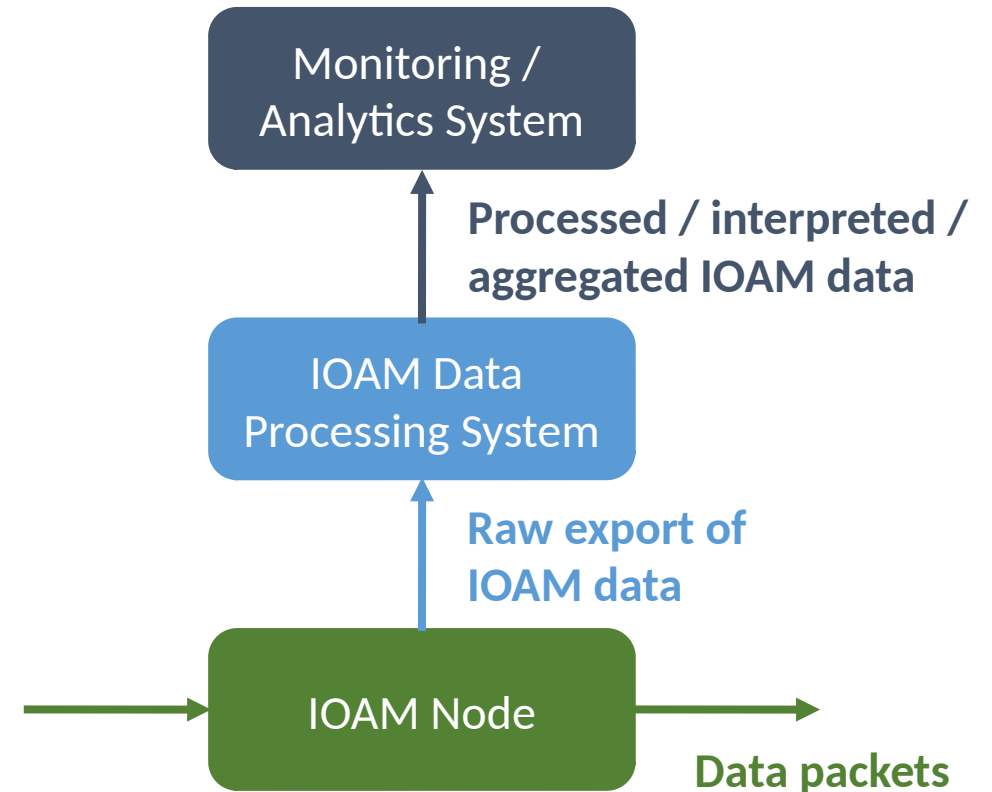 Monitoring /
Analytics System
Processed / interpreted /
aggregated IOAM data
IOAM Data
Processing System
Raw export of
IOAM data
IOAM Node
Data packets